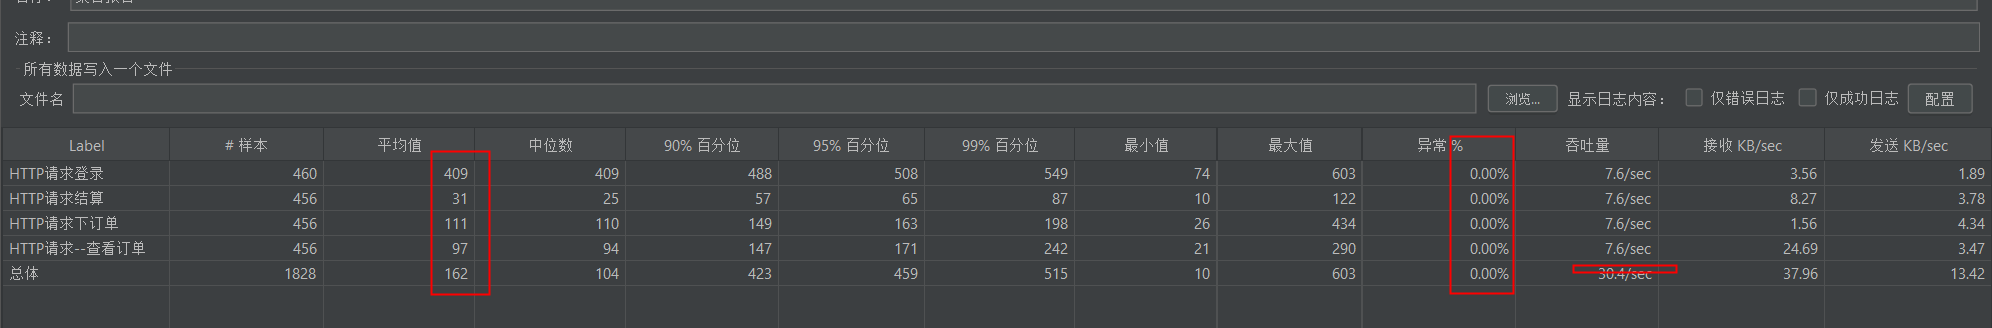 注释：
所有数据写入一个文件
文件名 浏览... 显示日志内容： 仅错误日志 仅成功日志 配置
Label # 样本 平均值 中位数 90% 百分位 95% 百分位 99% 百分位 最小值 最大值 异常 % 吞吐量 接收 KB/sec 发送 KB/sec
HTTP请求登录 460 409 409 488 508 549 74 603 0.00% 7.6/sec 3.56 1.89
HTTP请求结算 456 31 25 57 65 87 10 122 0.00% 7.6/sec 8.27 3.78
HTTP请求下订单 456 111 110 149 163 198 26 434 0.00% 7.6/sec 1.56 4.34
HTTP请求--查看订单 456 97 94 147 171 242 21 290 0.00% 7.6/sec 24.69 3.47
总体 1828 162 104 423 459 515 10 603 0.00% 30.4/sec 37.96 13.42